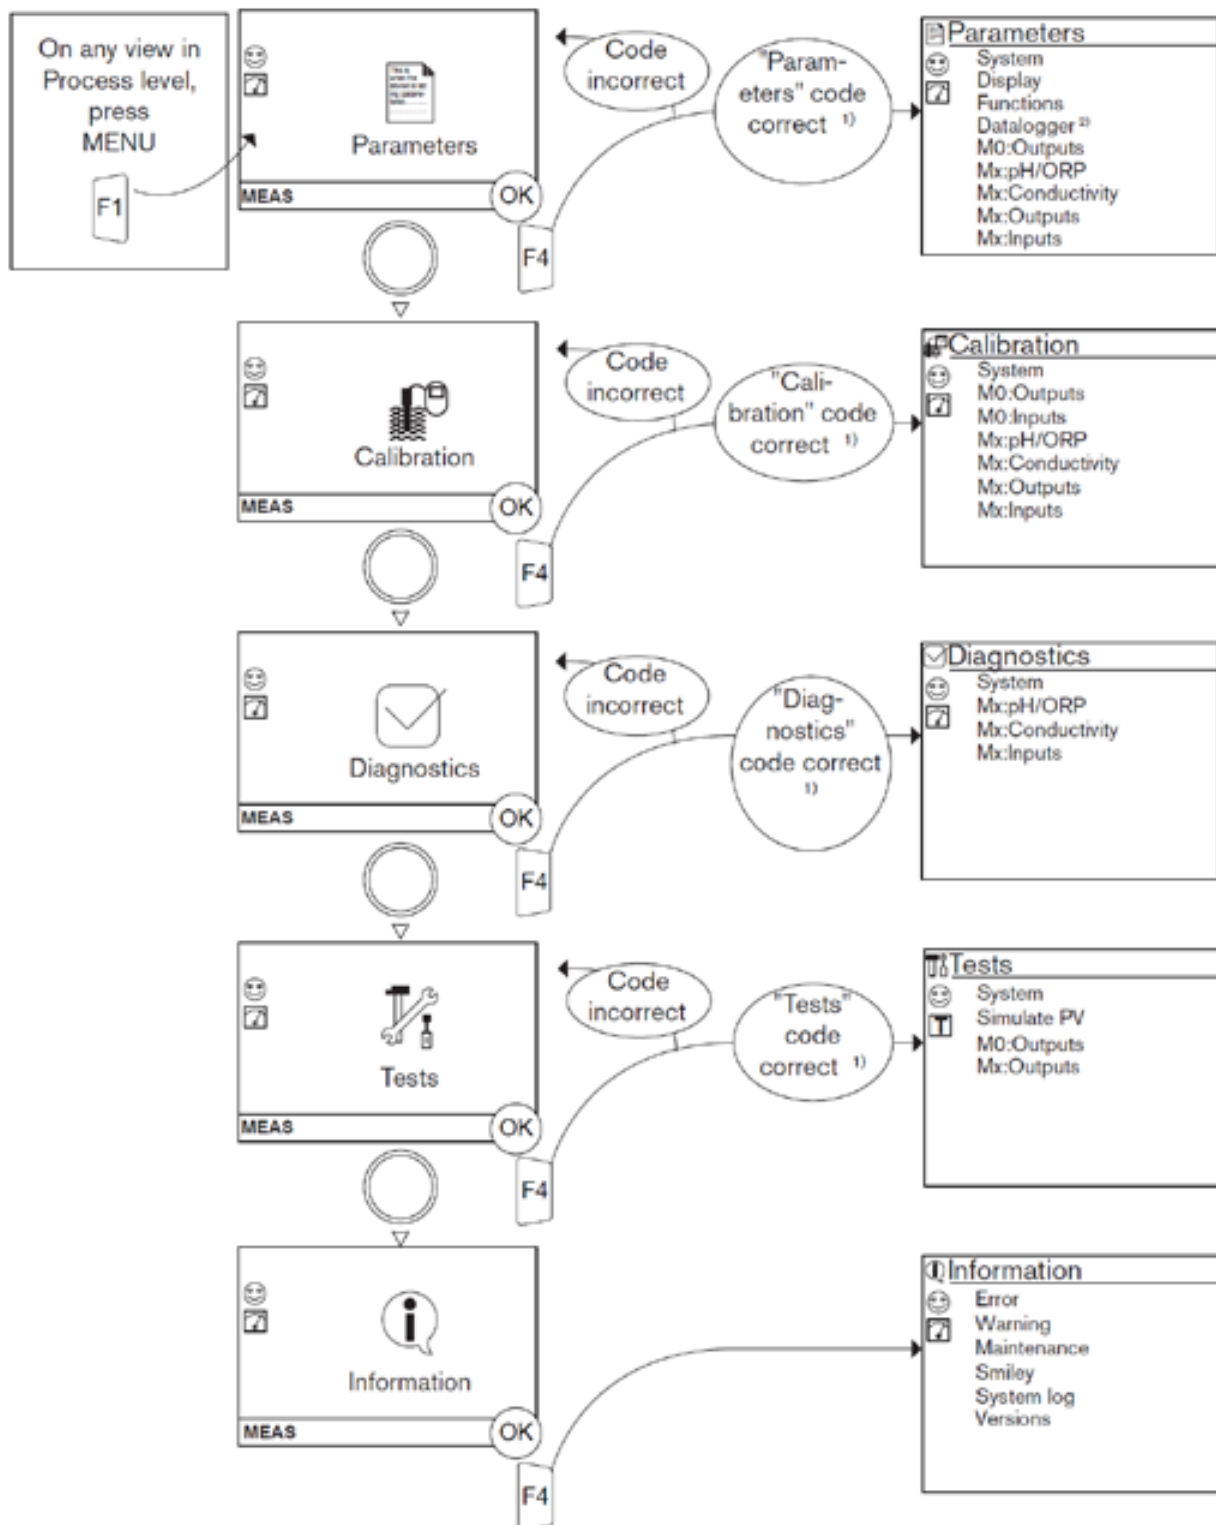 On any view in
Process level,
press
MENU
F1
Parameters
MEAS
OK
F4
Code
incorrect
"Param-
eters" code
correct 1)
Parameters
System
Display
Functions
Datalogger 2)
M0:Outputs
Mx:pH/ORP
Mx:Conductivity
Mx:Outputs
Mx:Inputs
Calibration
MEAS
OK
F4
Code
incorrect
"Cali-
bration" code
correct 1)
Calibration
System
M0:Outputs
M0:Inputs
Mx:pH/ORP
Mx:Conductivity
Mx:Outputs
Mx:Inputs
Diagnostics
MEAS
OK
F4
Code
incorrect
"Diag-
nostics"
code correct
1)
Diagnostics
System
Mx:pH/ORP
Mx:Conductivity
Mx:Inputs
Tests
MEAS
OK
F4
Code
incorrect
"Tests"
code
correct 1)
Tests
System
T
Simulate PV
M0:Outputs
Mx:Outputs
i
Information
MEAS
OK
F4
Information
Error
Warning
Maintenance
Smiley
System log
Versions